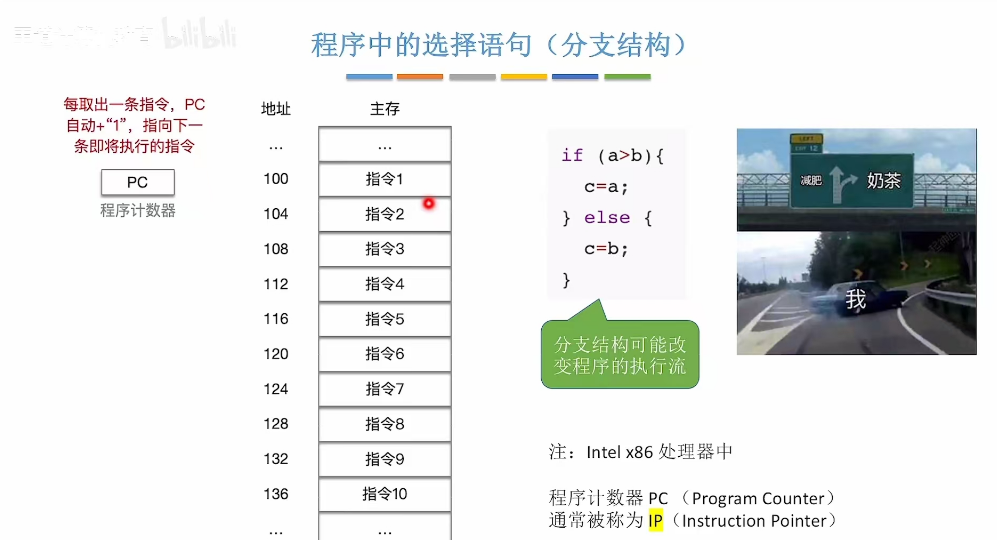 bilibili
程序中的选择语句（分支结构）
每取出一条指令，PC
自动+“1”，指向下一
条即将执行的指令
PC
程序计数器
地址 主存
... ...
100 指令1
104 指令2
108 指令3
112 指令4
116 指令5
120 指令6
124 指令7
128 指令8
132 指令9
136 指令10
... ...
if (a>b){
c=a;
} else {
c=b;
}
分支结构可能改
变程序的执行流
减肥 奶茶
我
注：Intel x86 处理器中
程序计数器 PC （Program Counter）
通常被称为 IP（Instruction Pointer）